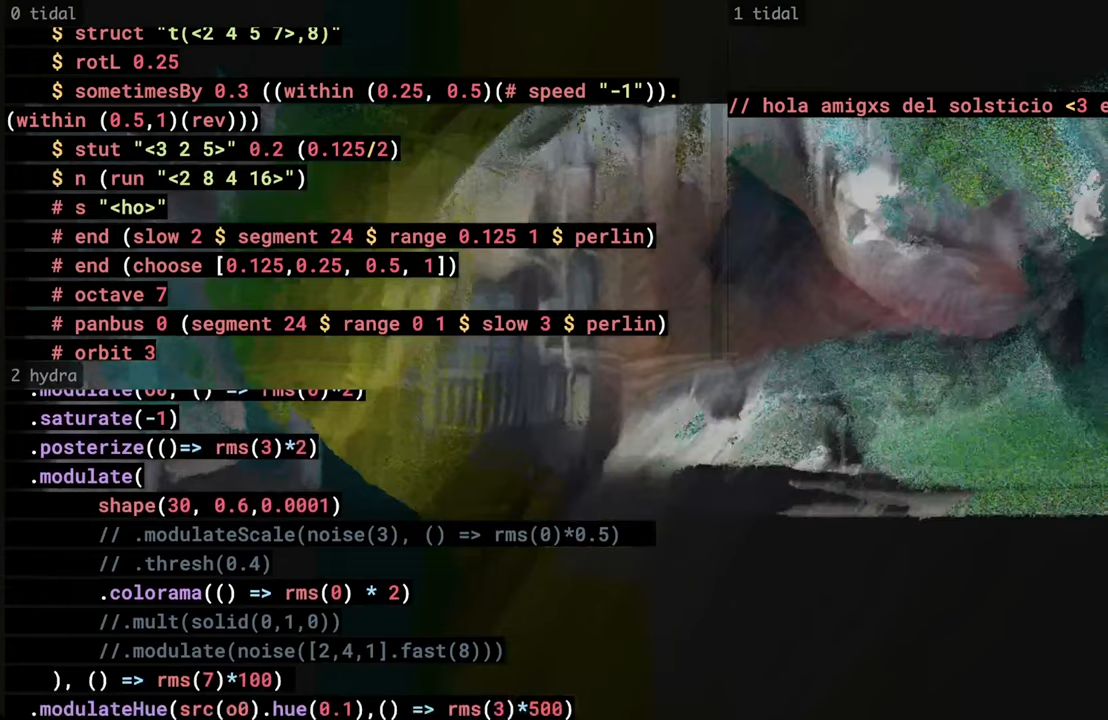 0 tidal
$ struct "t(<2 4 5 7>,8)"
$ rotL 0.25
$ sometimesBy 0.3 ((within (0.25, 0.5)(# speed "-1")).
(within (0.5,1)(rev)))
$ stut "<3 2 5>" 0.2 (0.125/2)
$ n (run "<2 8 4 16>")
# s "<ho>"
# end (slow 2 $ segment 24 $ range 0.125 1 $ perlin)
# end (choose [0.125,0.25, 0.5, 1])
# octave 7
# panbus 0 (segment 24 $ range 0 1 $ slow 3 $ perlin)
# orbit 3
1 tidal
// hola amigxs del solsticio <3 e
2 hydra
.modulate(o0, () => rms(0)*2)
.saturate(-1)
.posterize(()=> rms(3)*2)
.modulate(
shape(30, 0.6,0.0001)
// .modulateScale(noise(3), () => rms(0)*0.5)
// .thresh(0.4)
.colorama(() => rms(0) * 2)
//.mult(solid(0,1,0))
//.modulate(noise([2,4,1].fast(8)))
), () => rms(7)*100)
.modulateHue(src(o0).hue(0.1),() => rms(3)*500)